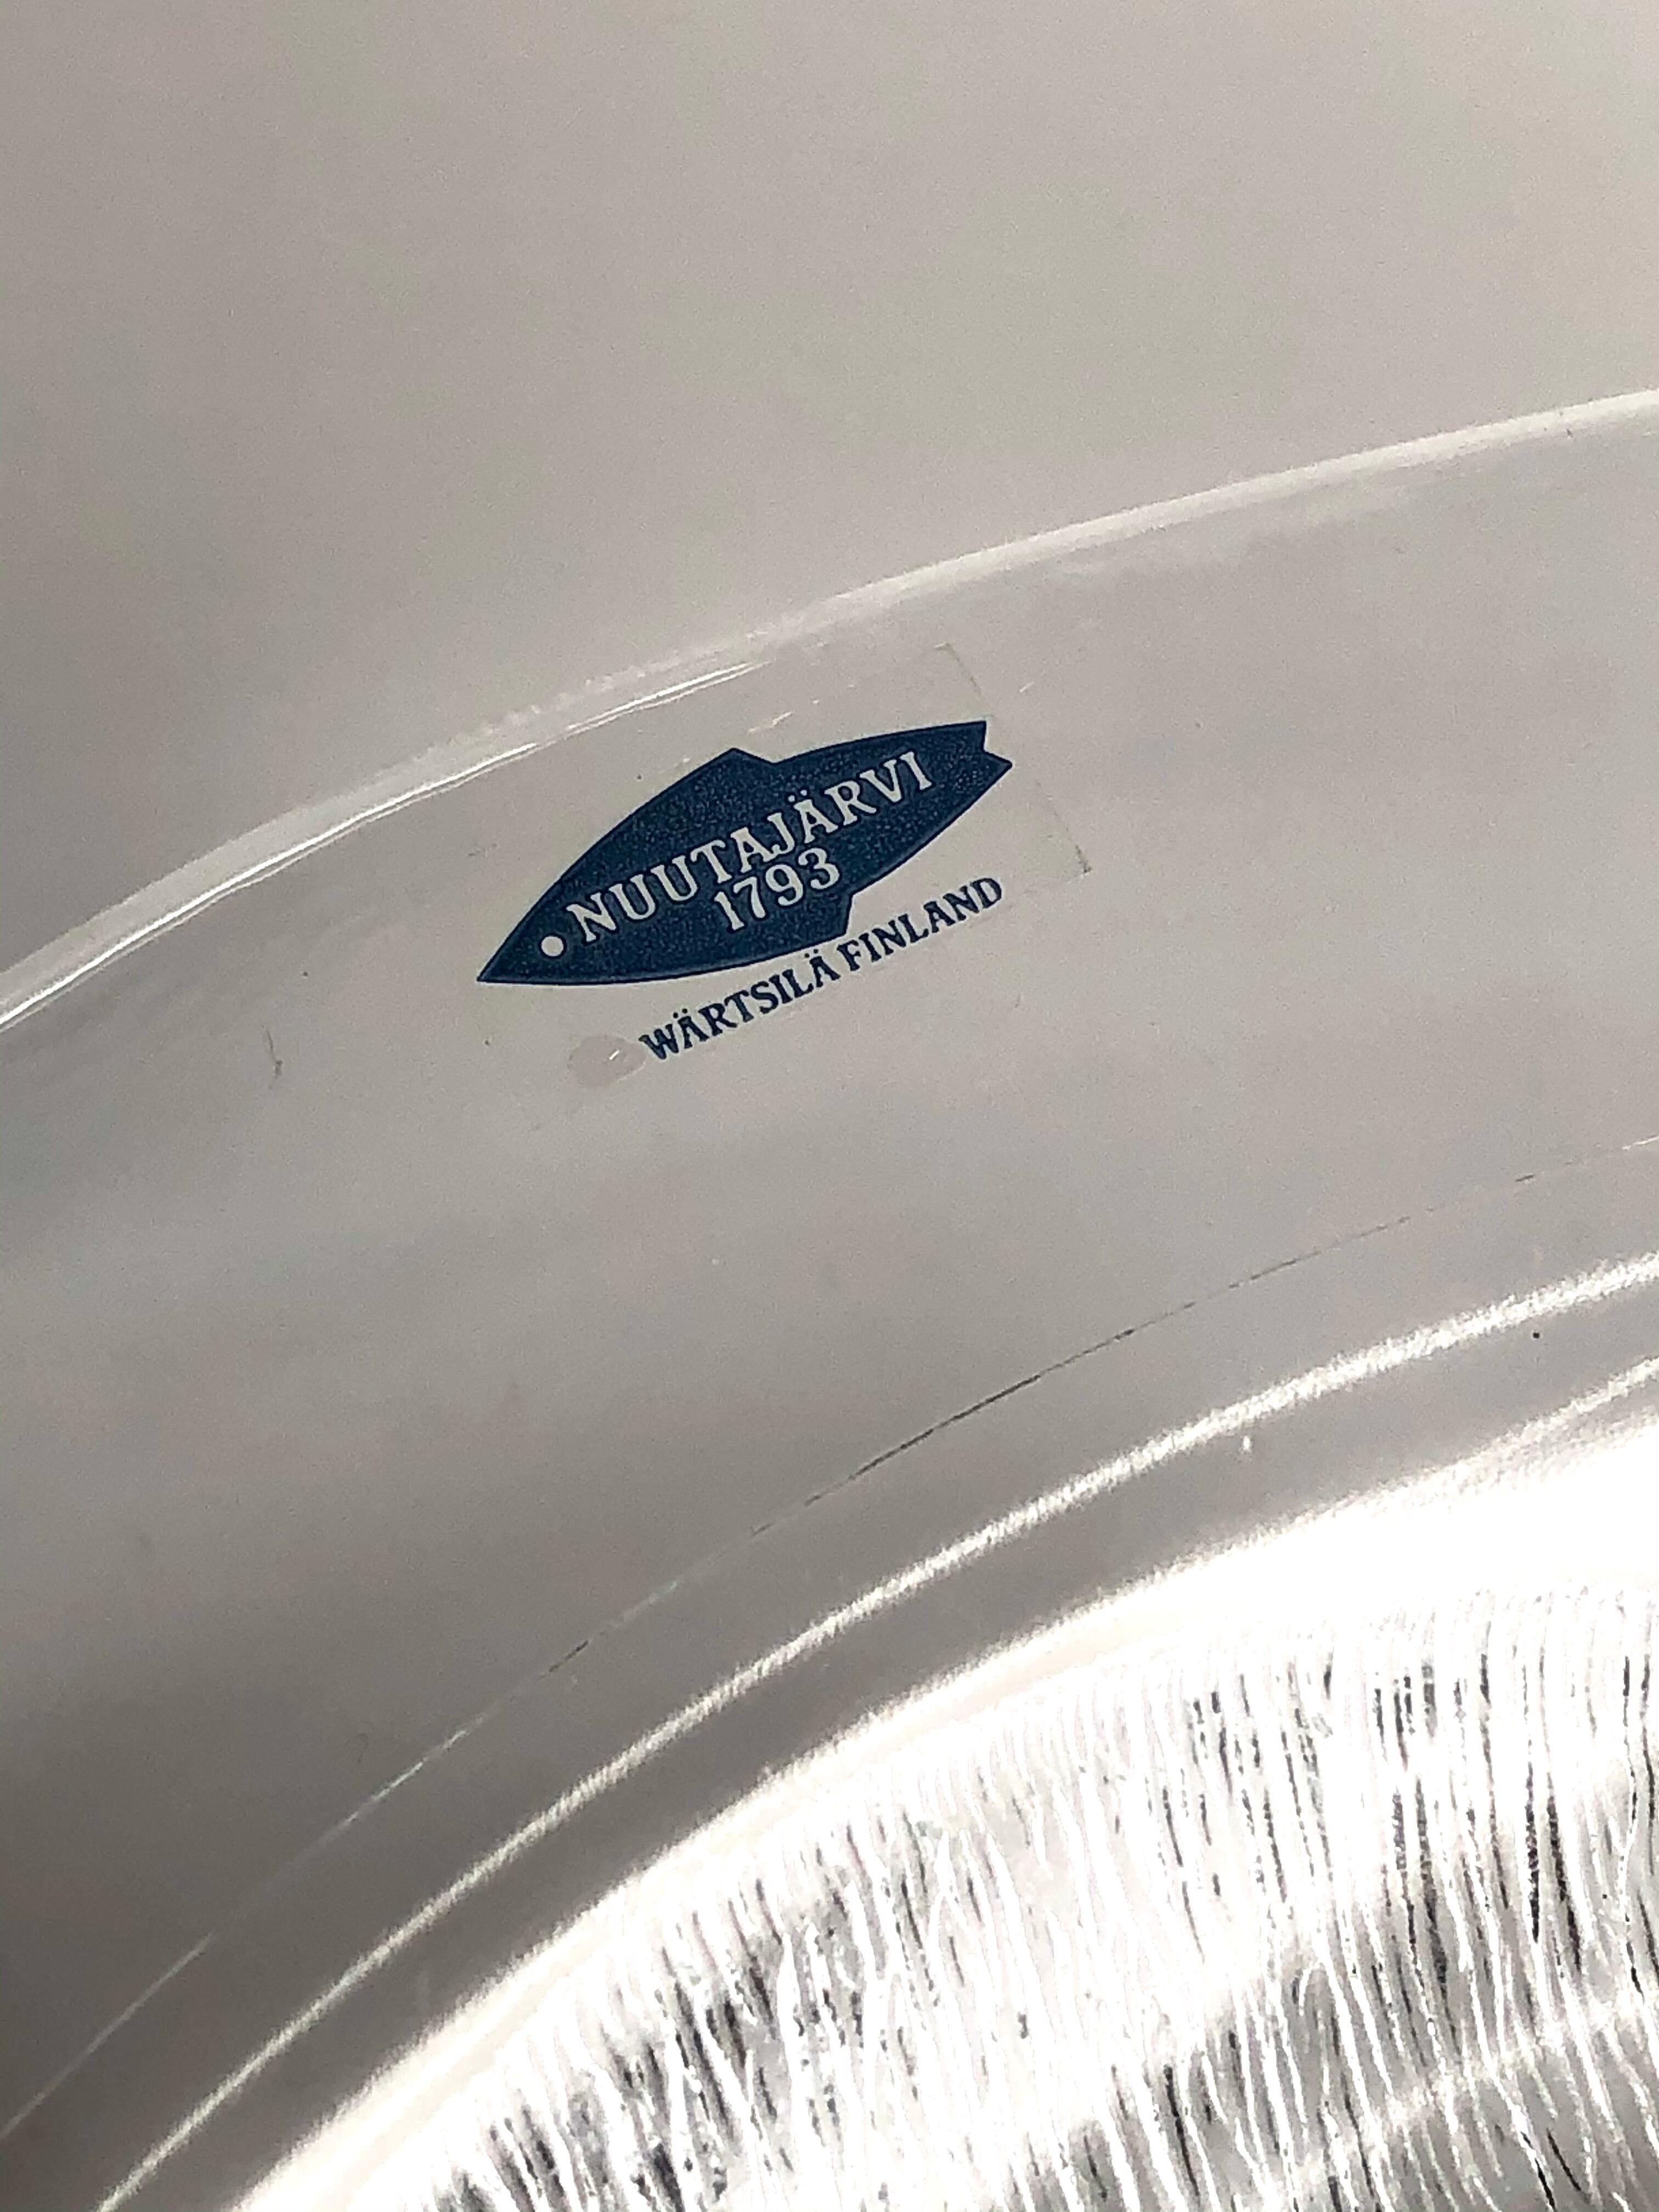 NUUTAJÄRVI
1793
WÄRTSILÄ FINLAND